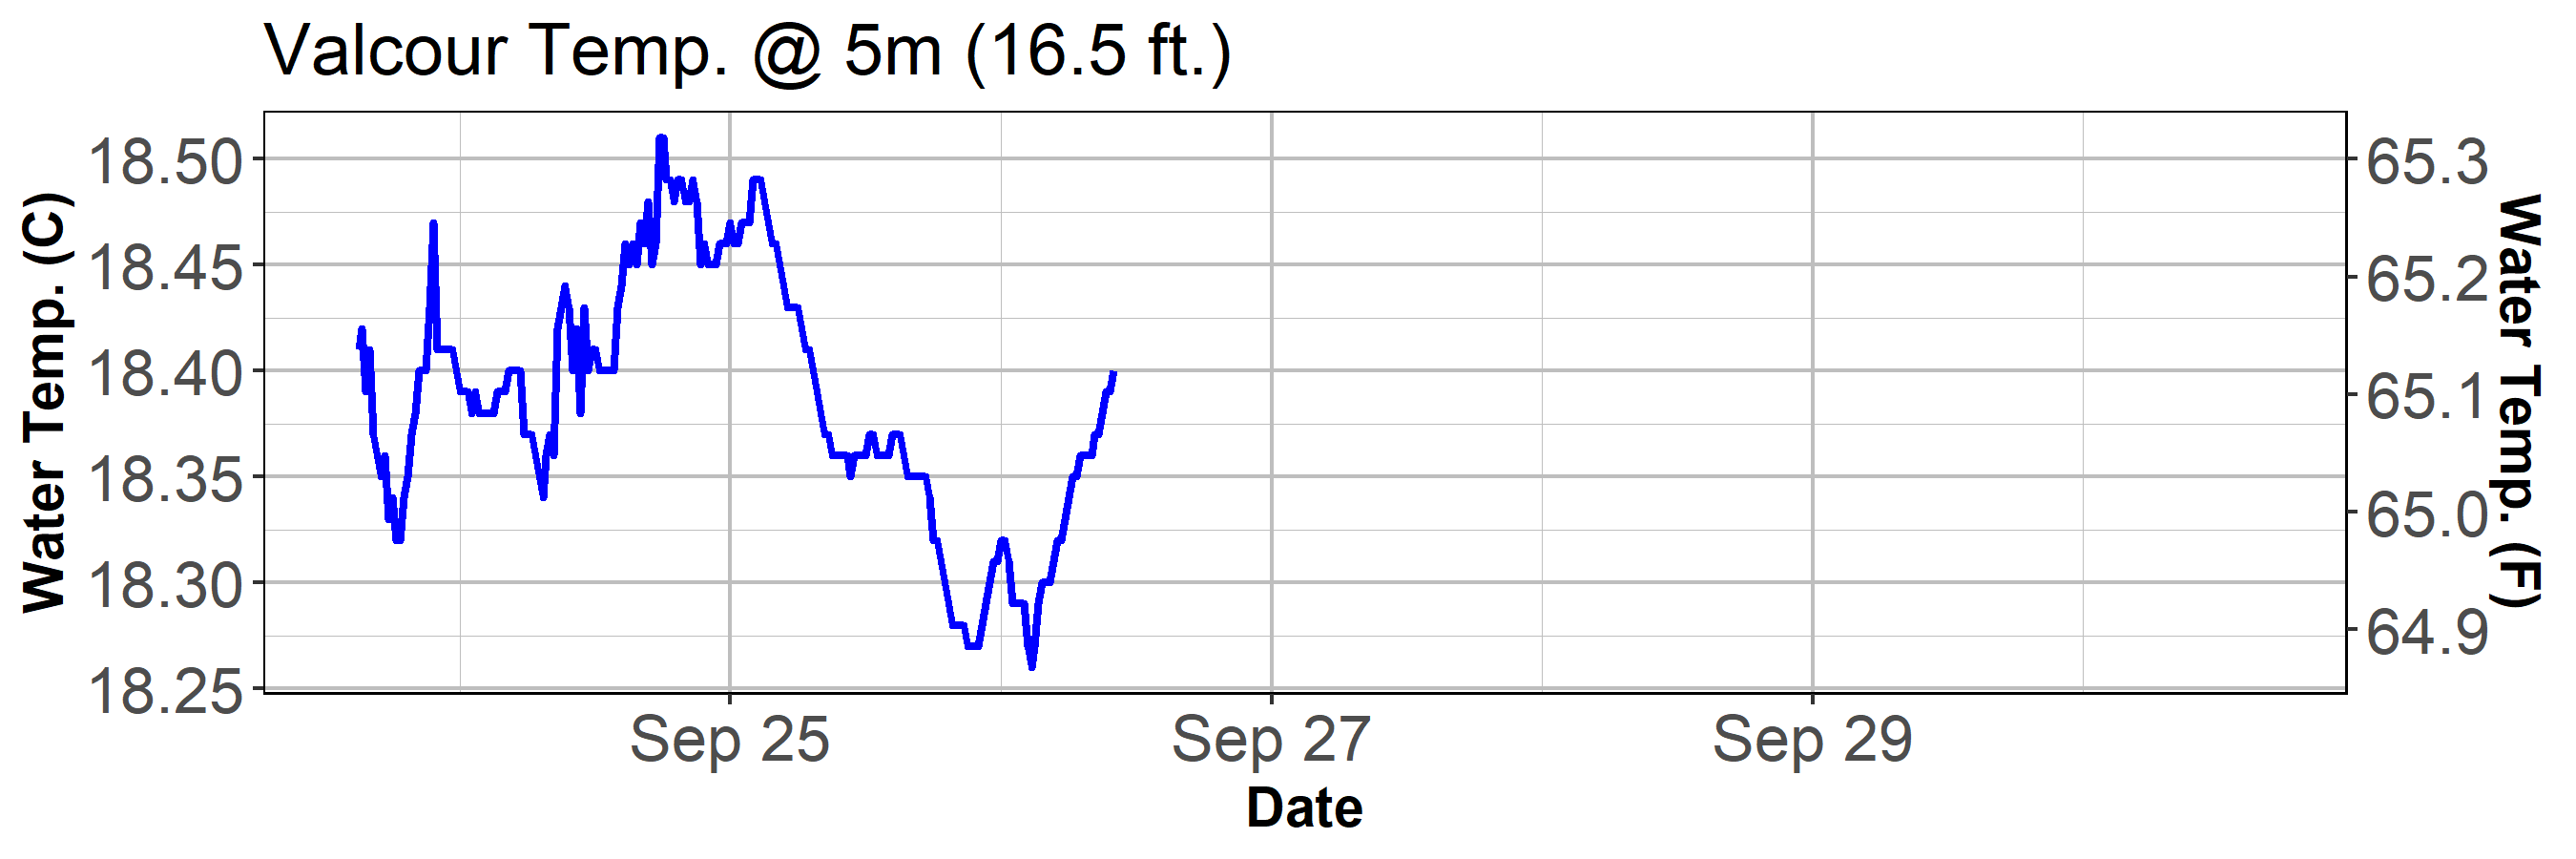 Valcour Temp. @ 5m (16.5 ft.)
Water Temp. (C)
18.50
18.45
18.40
18.35
18.30
18.25
65.3
65.2
65.1
65.0
64.9
Water Temp. (F)
Sep 25 Sep 27 Sep 29
Date